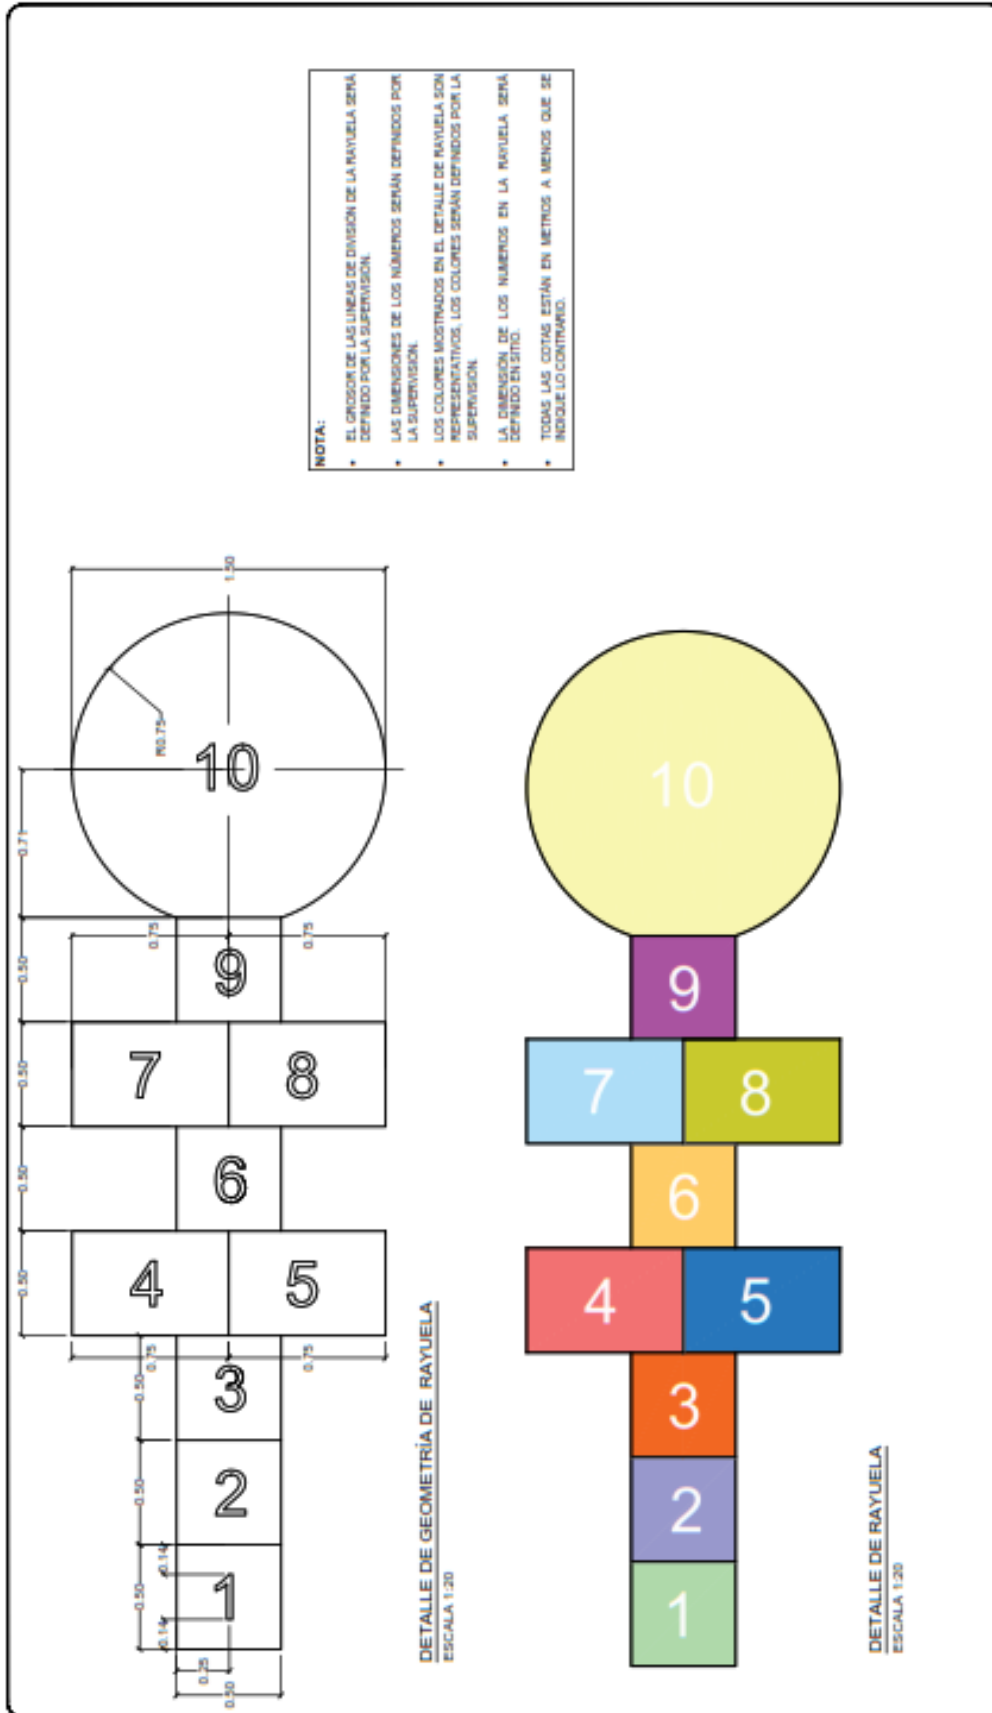 NOTA:
• EL GROSOR DE LAS LINEAS DE DIVISIÓN DE LA RAYUELA SERÁ
DEFINIDO POR LA SUPERVISIÓN.
• LAS DIMENSIONES DE LOS NÚMEROS SERÁN DEFINIDOS POR
LA SUPERVISIÓN.
• LOS COLORES MOSTRADOS EN EL DETALLE DE RAYUELA SON
REPRESENTATIVOS, LOS COLORES SERÁN DEFINIDOS POR LA
SUPERVISIÓN.
• LA DIMENSIÓN DE LOS NUMEROS EN LA RAYUELA SERÁ
DEFINIDO EN SITIO.
• TODAS LAS COTAS ESTÁN EN METROS A MENOS QUE SE
INDIQUE LO CONTRARIO.
1.50
R0.75
10
0.71
0.75
0.75
0.50
9
0.50
7
8
0.50
6
0.50
4
5
0.75
0.75
0.50
3
0.50
2
0.50
0.14
1
0.14
0.25
0.50
DETALLE DE GEOMETRÍA DE RAYUELA
ESCALA 1:20
10
9
7
8
6
4
5
3
2
1
DETALLE DE RAYUELA
ESCALA 1:20